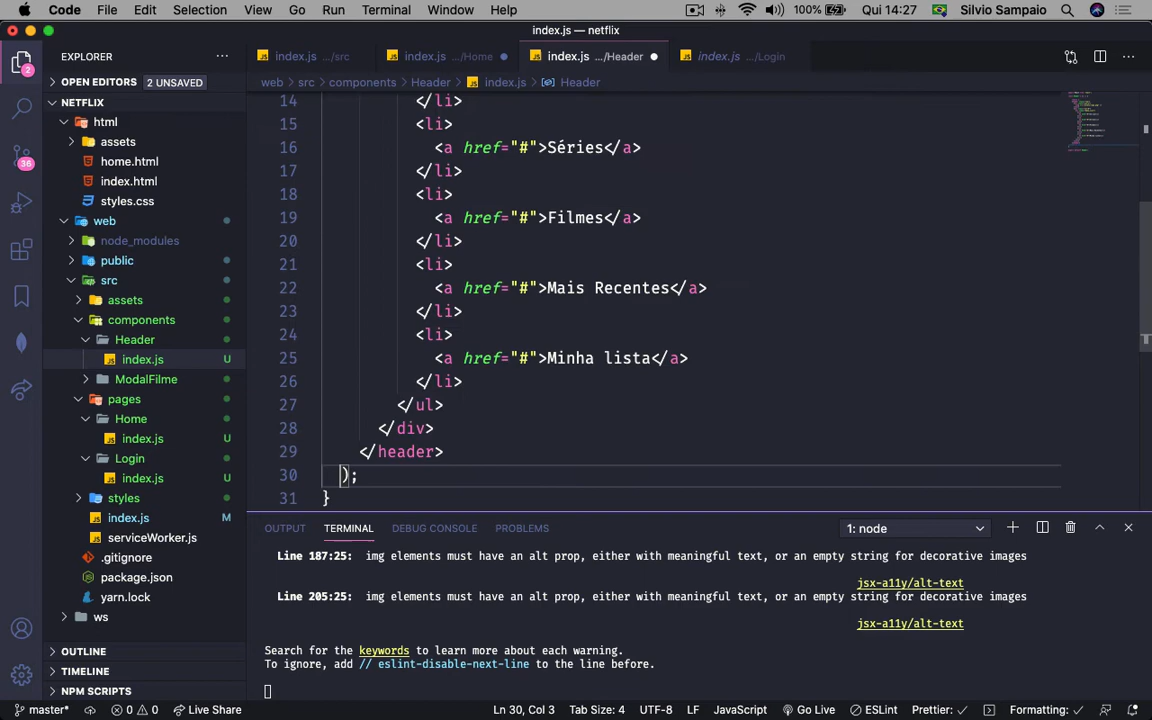 Code File Edit Selection View Go Run Terminal Window Help 100% Qui 14:27 Silvio Sampaio
index.js — netflix
2
36
EXPLORER
OPEN EDITORS 2 UNSAVED
NETFLIX
html
assets
home.html
index.html
styles.css
web
node_modules
public
src
assets
components
Header
index.js U
ModalFilme
pages
Home
index.js U
Login
index.js U
styles
index.js M
serviceWorker.js
.gitignore
package.json
yarn.lock
ws
OUTLINE
TIMELINE
NPM SCRIPTS
index.js .../src index.js .../Home index.js .../Header index.js .../Login
web > src > components > Header > index.js > Header
14 </li>
15 <li>
16 <a href="#">Séries</a>
17 </li>
18 <li>
19 <a href="#">Filmes</a>
20 </li>
21 <li>
22 <a href="#">Mais Recentes</a>
23 </li>
24 <li>
25 <a href="#">Minha lista</a>
26 </li>
27 </ul>
28 </div>
29 </header>
30 );
31 }
OUTPUT TERMINAL DEBUG CONSOLE PROBLEMS 1: node
Line 187:25: img elements must have an alt prop, either with meaningful text, or an empty string for decorative images
jsx-a11y/alt-text
Line 205:25: img elements must have an alt prop, either with meaningful text, or an empty string for decorative images
jsx-a11y/alt-text
Search for the keywords to learn more about each warning.
To ignore, add // eslint-disable-next-line to the line before.
master* 0 0 Live Share Ln 30, Col 3 Tab Size: 4 UTF-8 LF JavaScript Go Live ESLint Prettier: ✓ Formatting: ✓